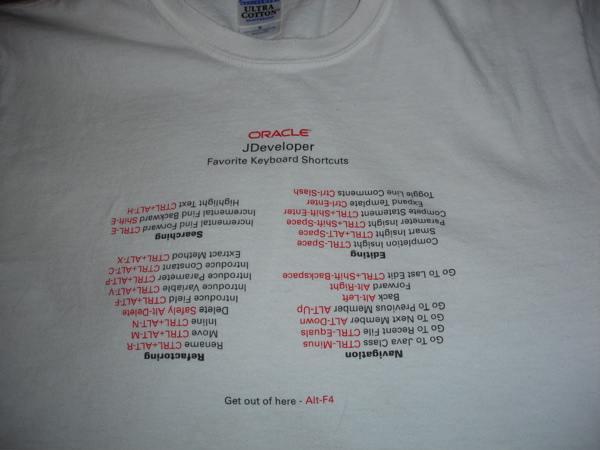 ULTRA
COTTON
ORACLE
JDeveloper
Favorite Keyboard Shortcuts
Navigation
Go To Java Class CTRL-Minus
Go To Recent File CTRL-Equals
Go To Next Member ALT-Down
Go To Previous Member ALT-Up
Back Alt-Left
Forward Alt-Right
Go To Last Edit CTRL+Shift-Backspace
Editing
Completion Insight CTRL-Space
Smart Insight CTRL+ALT-Space
Parameter Insight CTRL+Shift-Space
Compete Statement CTRL+Shift-Enter
Expand Template Ctrl-Enter
Toggle Line Comments Ctrl-Slash
Refactoring
Rename CTRL+ALT-R
Move CTRL+ALT-M
Inline CTRL+ALT-N
Delete Safely Alt-Delete
Introduce Field CTRL+ALT-F
Introduce Variable CTRL+ALT-V
Introduce Parameter CTRL+ALT-P
Introduce Constant CTRL+ALT-C
Extract Method CTRL+ALT-X
Searching
Incremental Find Forward CTRL-E
Incremental Find Backward Shift-E
Highlight Text CTRL+ALT-H
Get out of here - Alt-F4